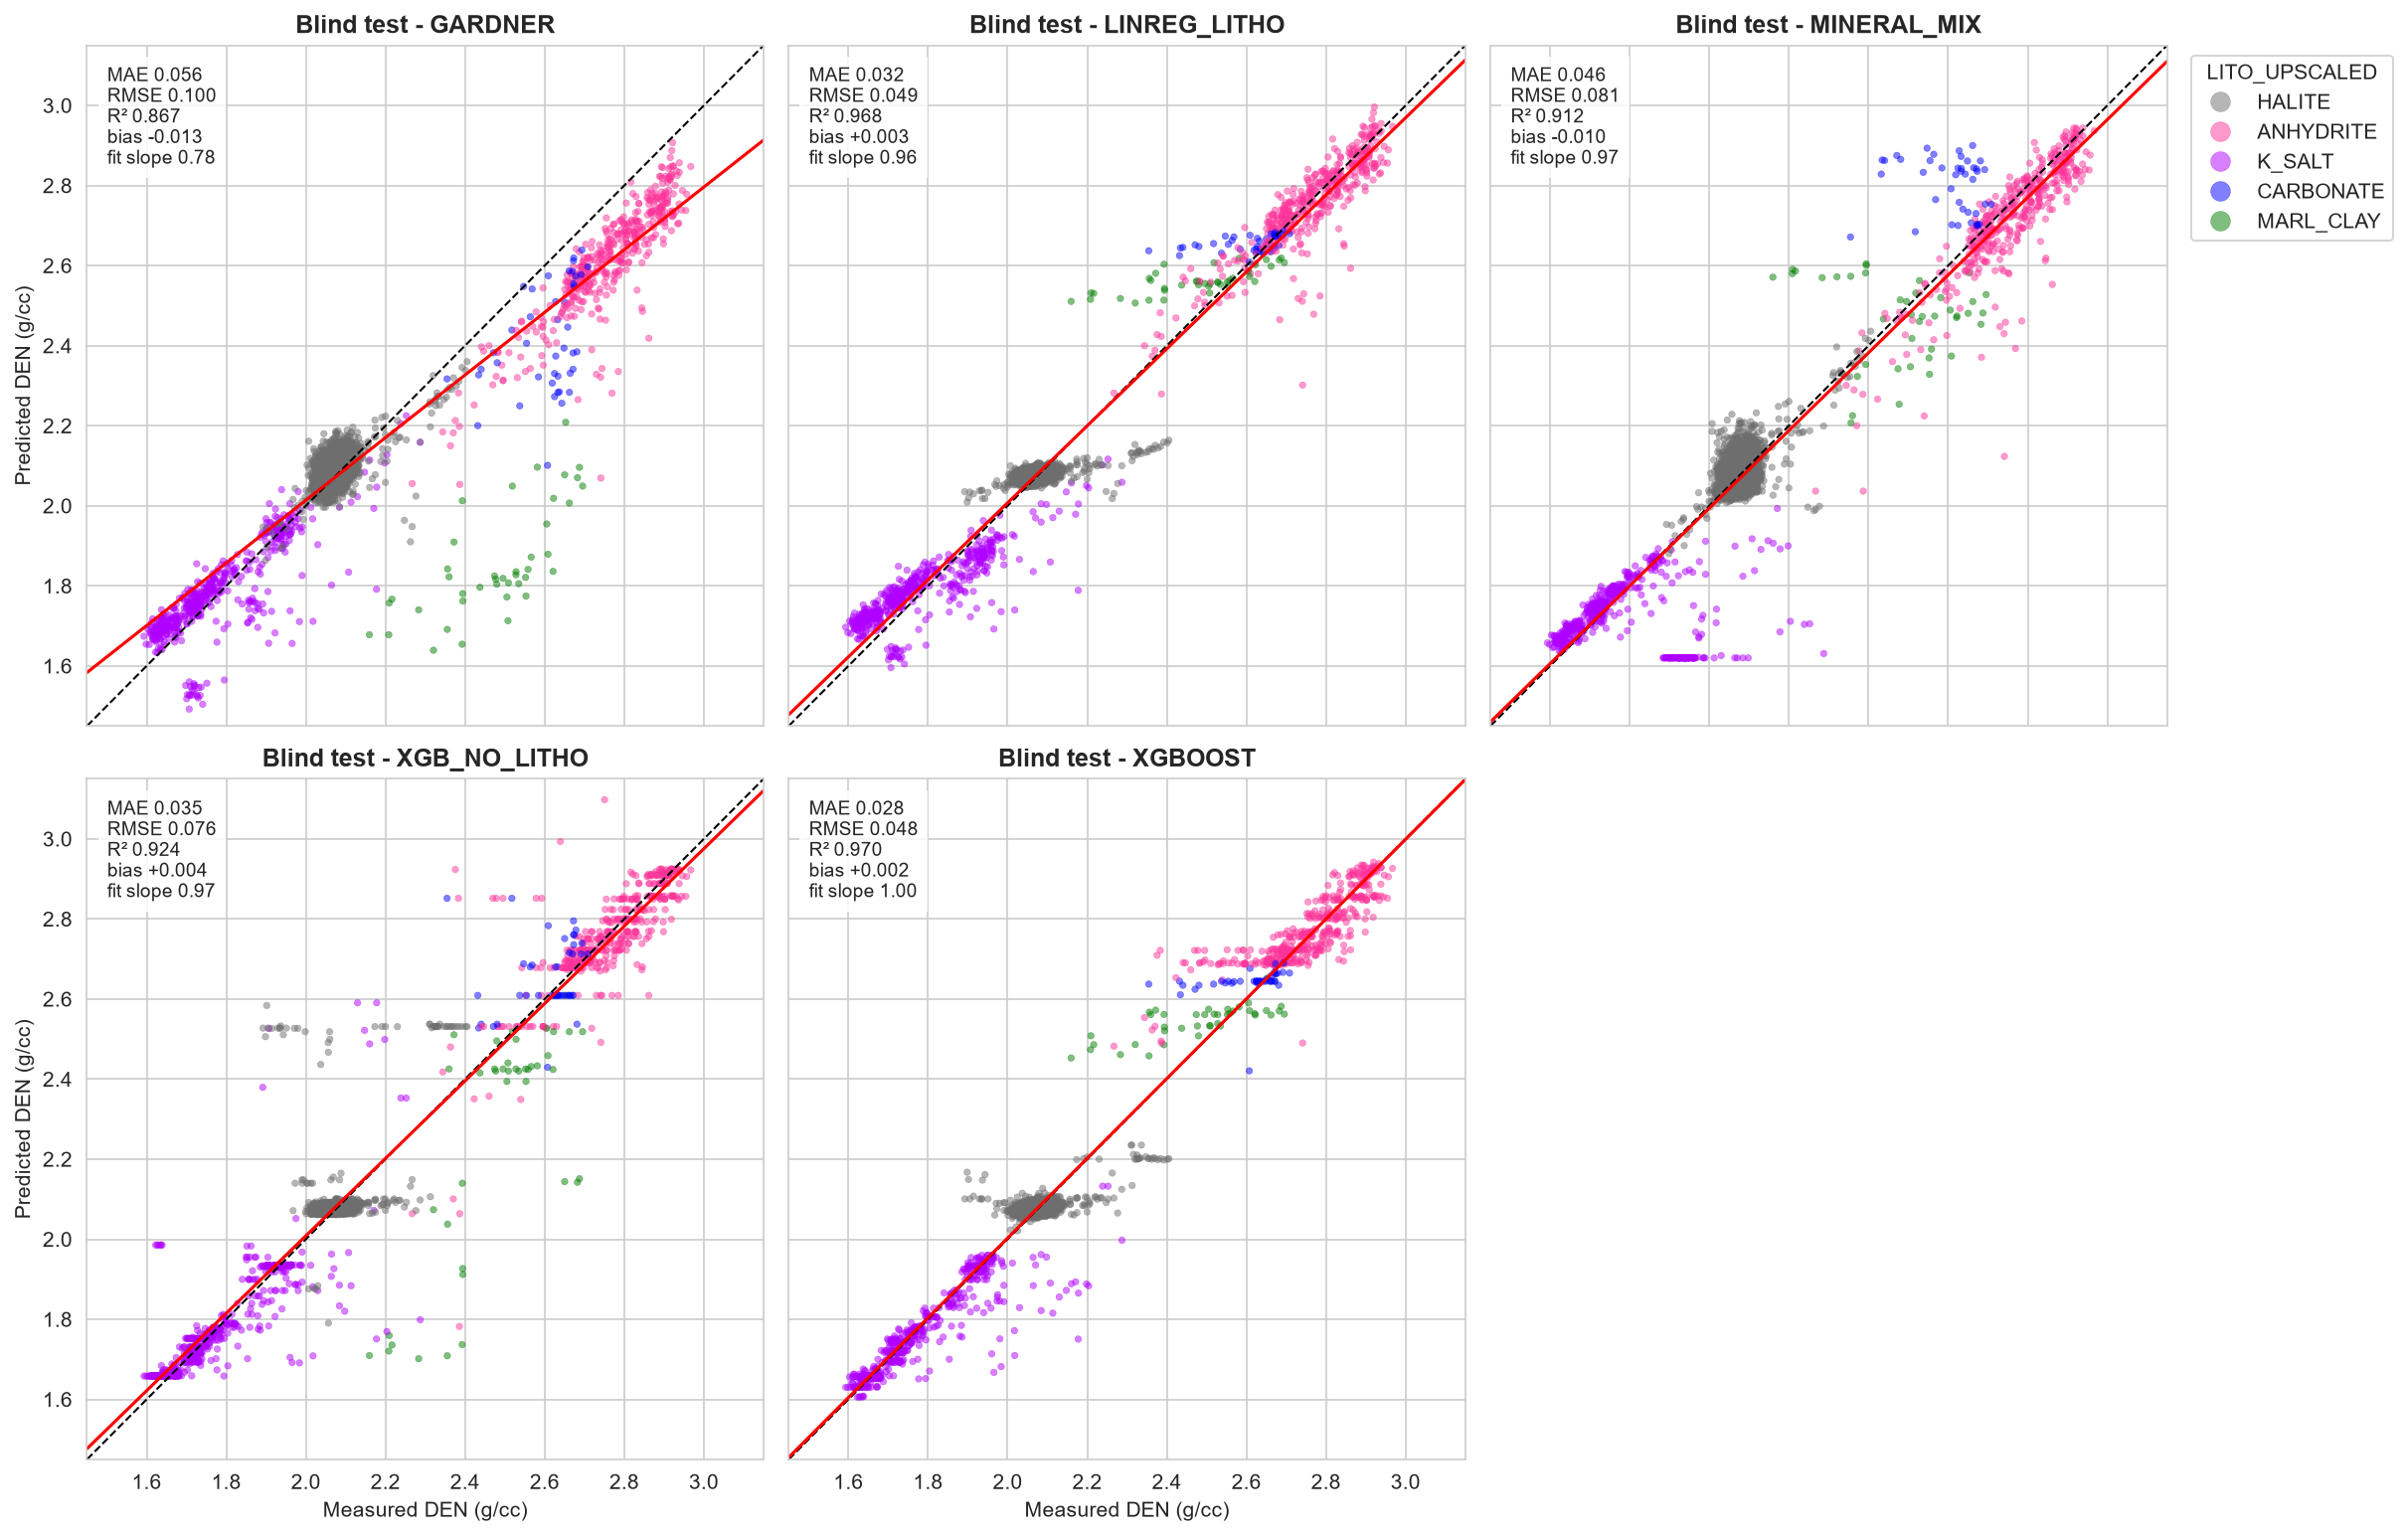 Blind test - GARDNER
MAE 0.056
RMSE 0.100
R² 0.867
bias -0.013
fit slope 0.78
3.0
2.8
2.6
2.4
2.2
2.0
1.8
1.6
Predicted DEN (g/cc)
Blind test - LINREG_LITHO
MAE 0.032
RMSE 0.049
R² 0.968
bias +0.003
fit slope 0.96
Blind test - MINERAL_MIX
MAE 0.046
RMSE 0.081
R² 0.912
bias -0.010
fit slope 0.97
LITO_UPSCALED
HALITE
ANHYDRITE
K_SALT
CARBONATE
MARL_CLAY
Blind test - XGB_NO_LITHO
MAE 0.035
RMSE 0.076
R² 0.924
bias +0.004
fit slope 0.97
3.0
2.8
2.6
2.4
2.2
2.0
1.8
1.6
Predicted DEN (g/cc)
1.6 1.8 2.0 2.2 2.4 2.6 2.8 3.0
Measured DEN (g/cc)
Blind test - XGBOOST
MAE 0.028
RMSE 0.048
R² 0.970
bias +0.002
fit slope 1.00
1.6 1.8 2.0 2.2 2.4 2.6 2.8 3.0
Measured DEN (g/cc)